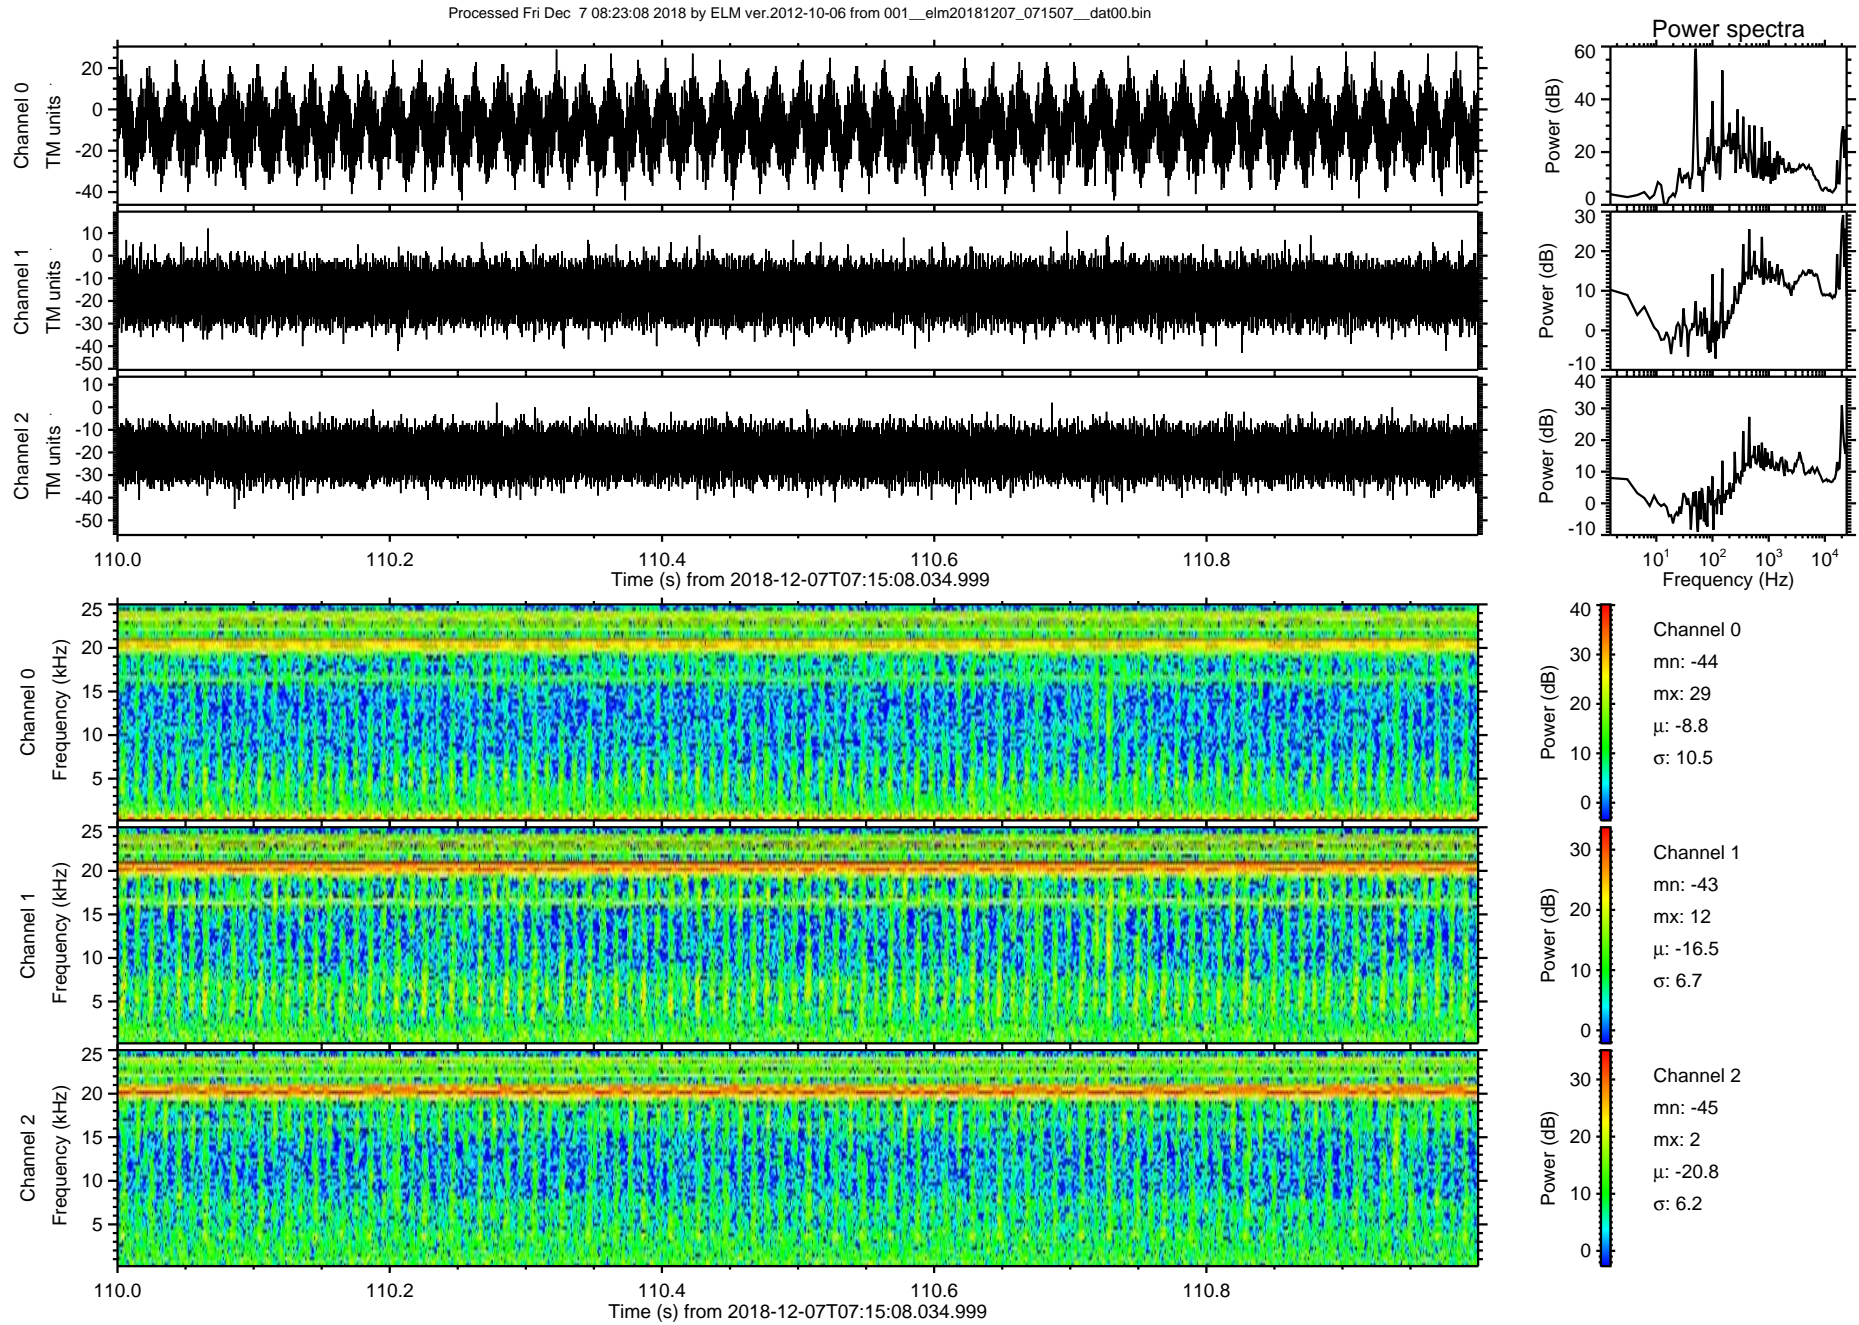 Processed Fri Dec  7 08:23:08 2018 by ELM ver.2012-10-06 from 001__elm20181207_071507__dat00.bin
Power spectra
Channel 0
TM units
20
0
-20
-40
Power (dB)
60
40
20
0
Channel 1
TM units
10
0
-10
-20
-30
-40
-50
Power (dB)
30
20
10
0
-10
Channel 2
TM units
10
0
-10
-20
-30
-40
-50
Power (dB)
40
30
20
10
0
-10
110.0 110.2 110.4 110.6 110.8
Time (s) from 2018-12-07T07:15:08.034.999
10¹ 10² 10³ 10⁴
Frequency (Hz)
Channel 0
Frequency (kHz)
25
20
15
10
5
Power (dB)
40
30
20
10
0
Channel 0
mn: -44
mx: 29
μ: -8.8
σ: 10.5
Channel 1
Frequency (kHz)
25
20
15
10
5
Power (dB)
30
20
10
0
Channel 1
mn: -43
mx: 12
μ: -16.5
σ: 6.7
Channel 2
Frequency (kHz)
25
20
15
10
5
Power (dB)
30
20
10
0
Channel 2
mn: -45
mx: 2
μ: -20.8
σ: 6.2
110.0 110.2 110.4 110.6 110.8
Time (s) from 2018-12-07T07:15:08.034.999